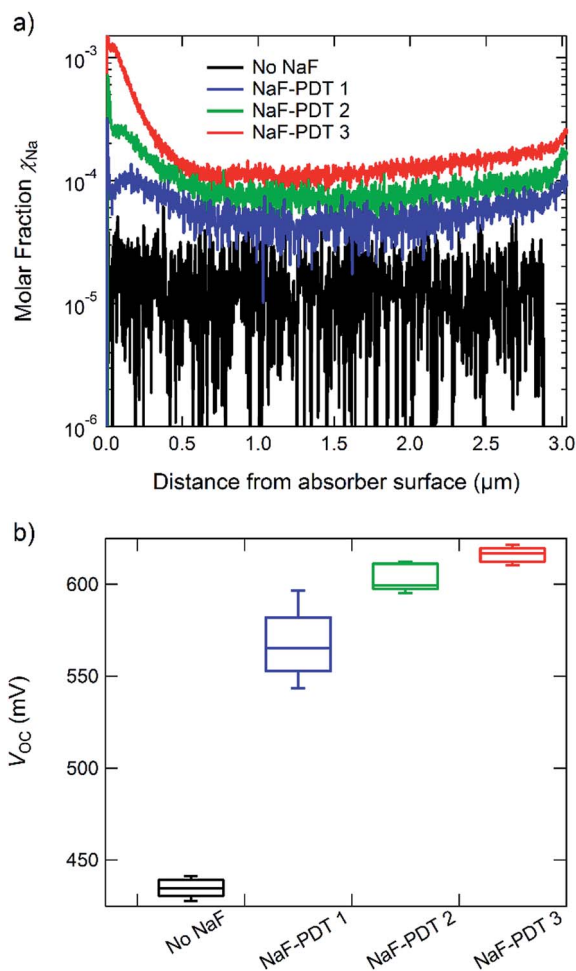 a)
10⁻³
No NaF
NaF-PDT 1
NaF-PDT 2
NaF-PDT 3
10⁻⁴
Molar Fraction χNa
10⁻⁵
10⁻⁶
0.0 0.5 1.0 1.5 2.0 2.5 3.0
Distance from absorber surface (µm)
b)
600
550
VOC (mV)
500
450
No NaF NaF-PDT 1 NaF-PDT 2 NaF-PDT 3